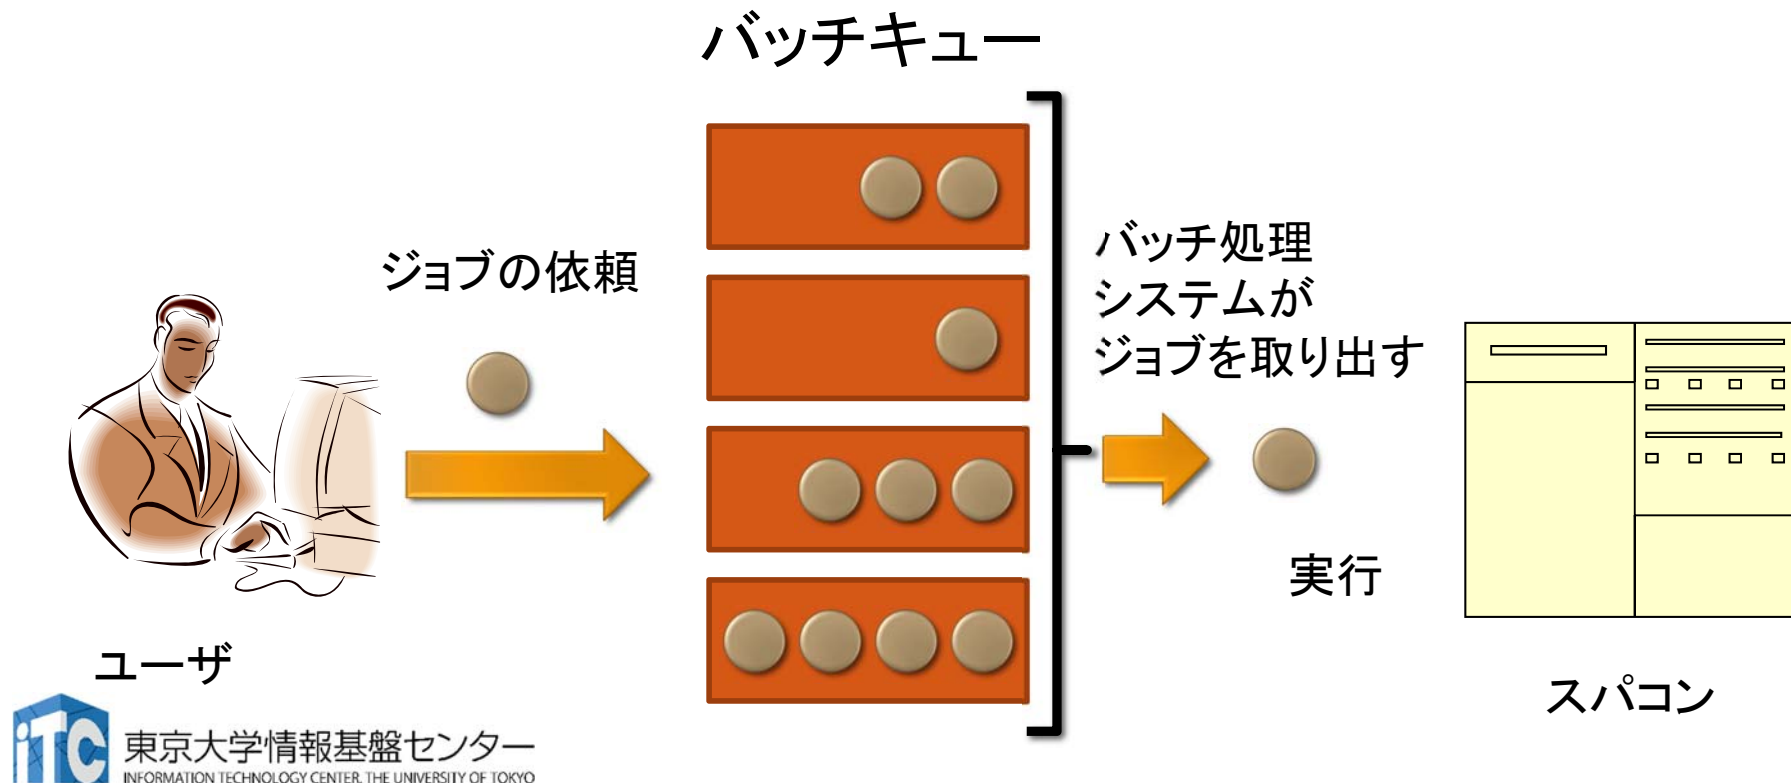 バッチキュー
ジョブの依頼
バッチ処理
システムが
ジョブを取り出す
実行
ユーザ
スパコン
iTC
東京大学情報基盤センター
INFORMATION TECHNOLOGY CENTER, THE UNIVERSITY OF TOKYO